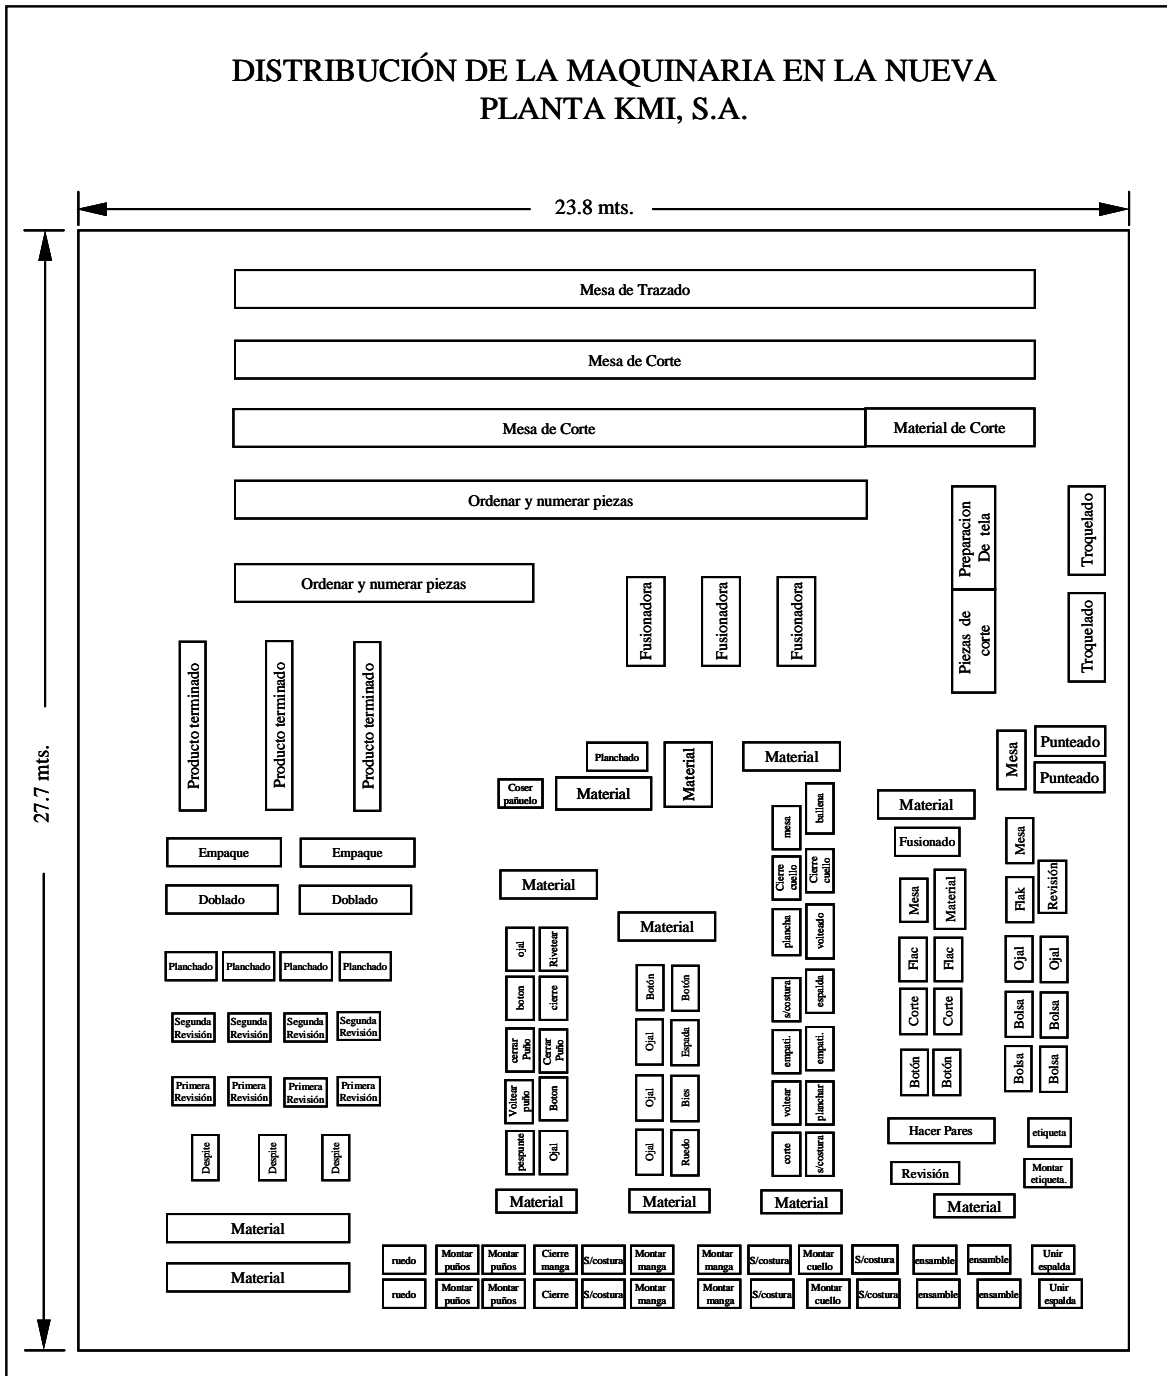 DISTRIBUCIÓN DE LA MAQUINARIA EN LA NUEVA
PLANTA KMI, S.A.
23.8 mts.
27.7 mts.
Mesa de Trazado
Mesa de Corte
Mesa de Corte
Material de Corte
Ordenar y numerar piezas
Ordenar y numerar piezas
Preparacion
De tela
Piezas de
corte
Troquelado
Troquelado
Fusionadora
Fusionadora
Fusionadora
Producto terminado
Producto terminado
Producto terminado
Empaque
Empaque
Doblado
Doblado
Planchado
Planchado
Planchado
Planchado
Segunda
Revisión
Segunda
Revisión
Segunda
Revisión
Segunda
Revisión
Primera
Revisión
Primera
Revisión
Primera
Revisión
Primera
Revisión
Despite
Despite
Despite
Material
Material
Planchado
Coser
pañuelo
Material
Material
Material
ojal
Rivetear
boton
cierre
cerrar
Puño
Cerrar
Puño
Voltear
puño
Boton
pespunte
Ojal
Material
Material
Botón
Botón
Ojal
Espada
Ojal
Bies
Ojal
Ruedo
Material
Material
mesa
ballena
Cierre
cuello
Cierre
cuello
plancha
volteado
s/costura
espalda
empati.
empati.
voltear
planchar
corte
s/costura
Material
Mesa
Punteado
Punteado
Material
Fusionado
Mesa
Material
Flac
Flac
Corte
Corte
Botón
Botón
Mesa
Flak
Revisión
Ojal
Ojal
Bolsa
Bolsa
Bolsa
Bolsa
Hacer Pares
etiqueta
Revisión
Montar
etiqueta.
Material
ruedo
Montar
puños
Montar
puños
Cierre
manga
S/costura
Montar
manga
Montar
manga
S/costura
Montar
cuello
S/costura
ensamble
ensamble
Unir
espalda
ruedo
Montar
puños
Montar
puños
Cierre
S/costura
Montar
manga
Montar
manga
S/costura
Montar
cuello
S/costura
ensamble
ensamble
Unir
espalda